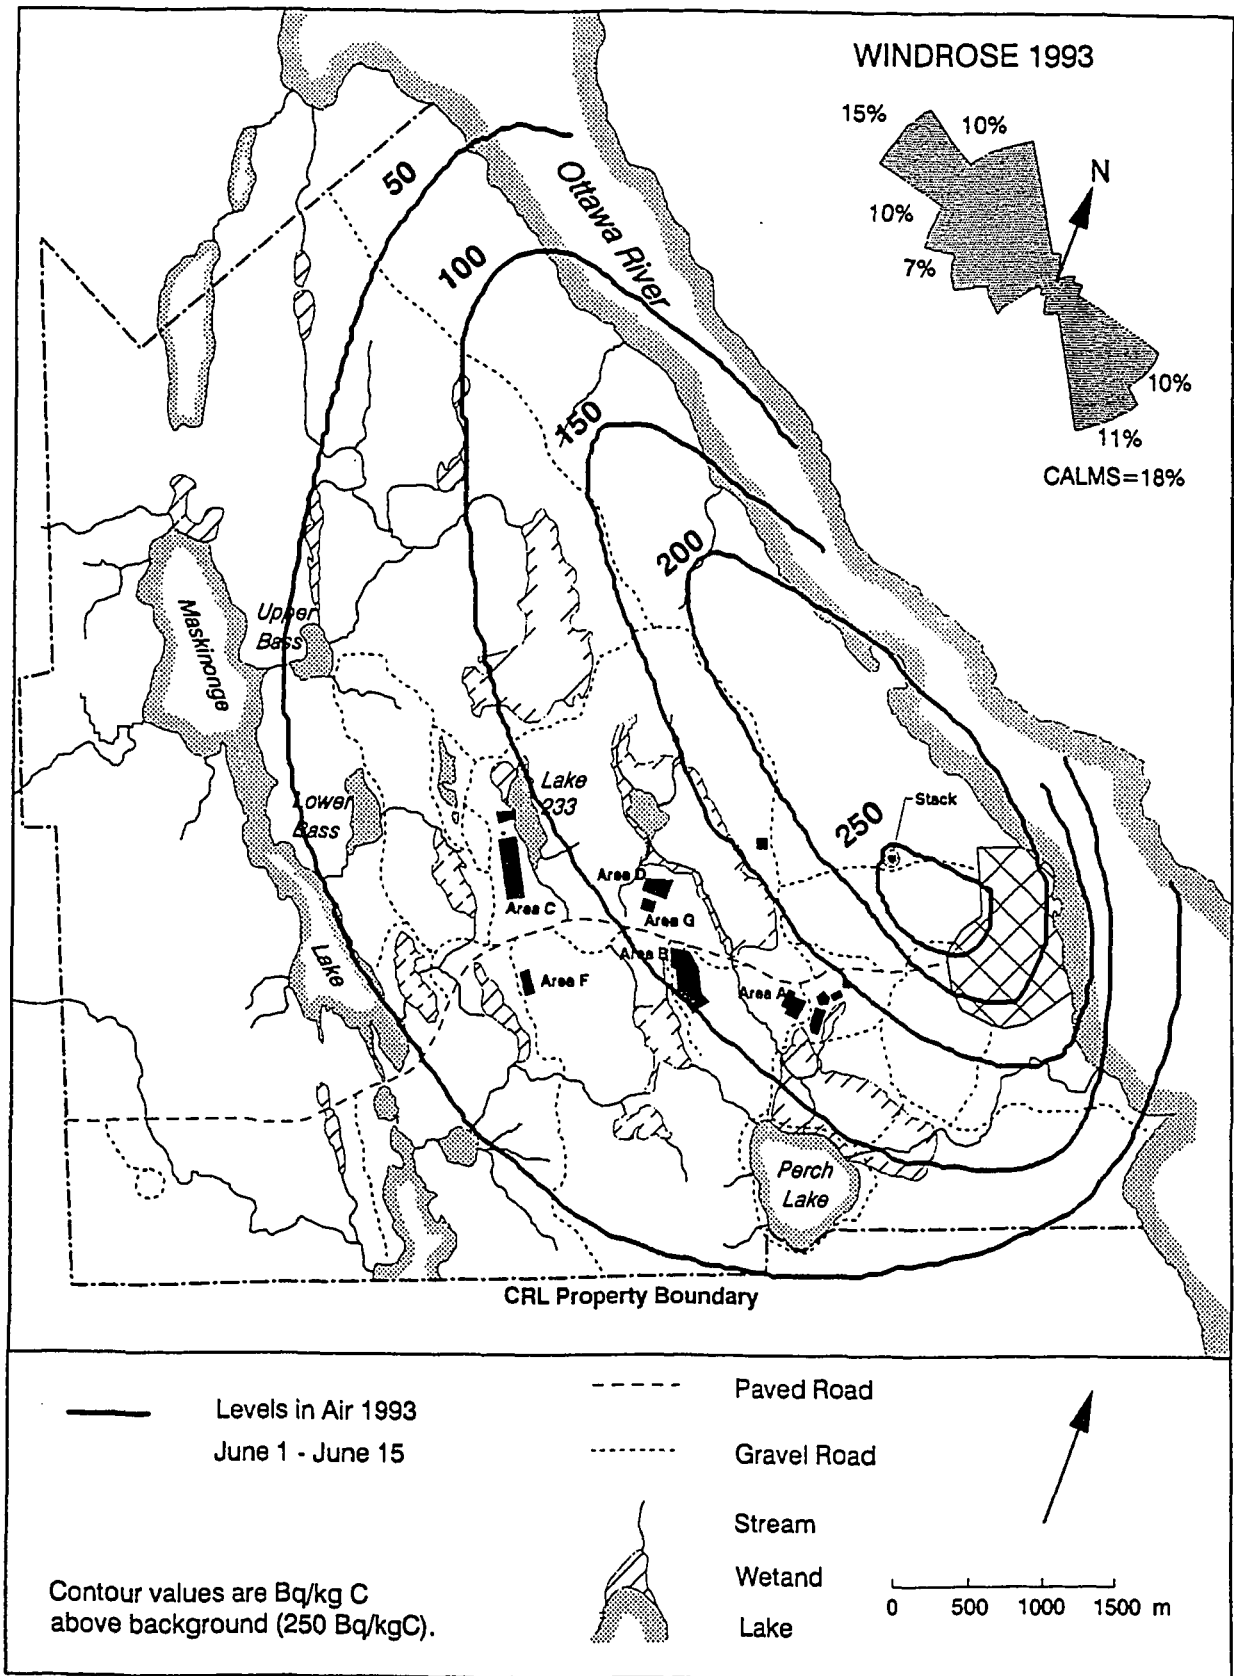 WINDROSE 1993
15%
10%
N
10%
7%
10%
11%
CALMS=18%
50
Ottawa River
100
150
200
Upper
Bass
Maskinonge
Lake
233
Lower
Bass
250
Stack
Area D
Area C
Area G
Area B
Lake
Area F
Area A
Perch
Lake
CRL Property Boundary
Levels in Air 1993
June 1 - June 15
Paved Road
Gravel Road
Stream
Wetand
Lake
Contour values are Bq/kg C
above background (250 Bq/kgC).
0 500 1000 1500 m